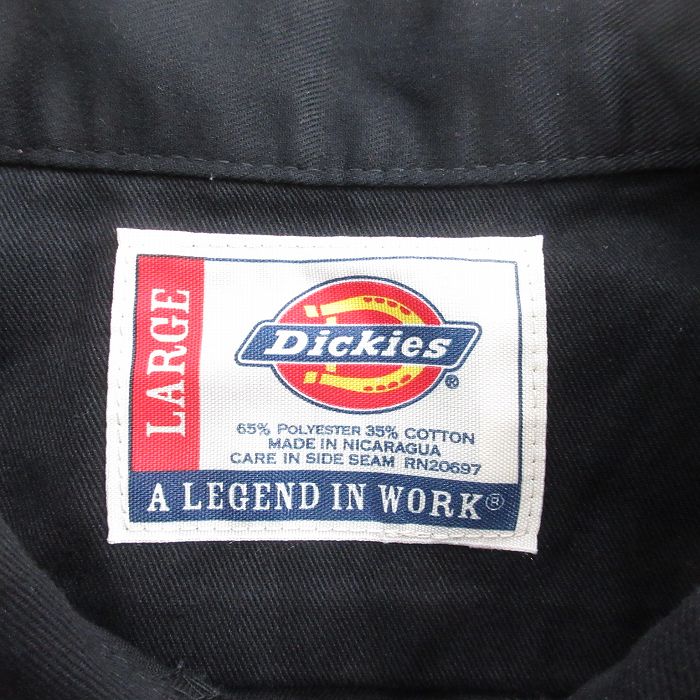 LARGE
Dickies®
65% POLYESTER 35% COTTON
MADE IN NICARAGUA
CARE IN SIDE SEAM RN20697
A LEGEND IN WORK®